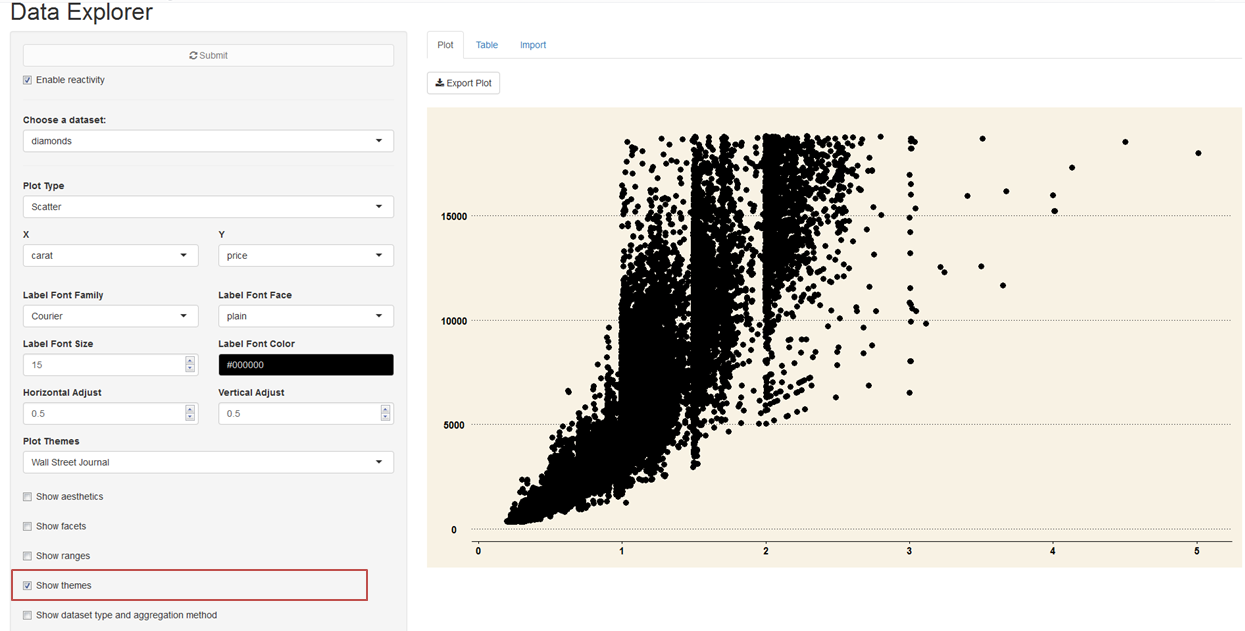 Data Explorer
Submit
Enable reactivity
Choose a dataset:
diamonds
Plot Type
Scatter
X Y
carat price
Label Font Family Label Font Face
Courier plain
Label Font Size Label Font Color
15 #000000
Horizontal Adjust Vertical Adjust
0.5 0.5
Plot Themes
Wall Street Journal
Show aesthetics
Show facets
Show ranges
Show themes
Show dataset type and aggregation method
Plot Table Import
Export Plot
15000
10000
5000
0
0 1 2 3 4 5